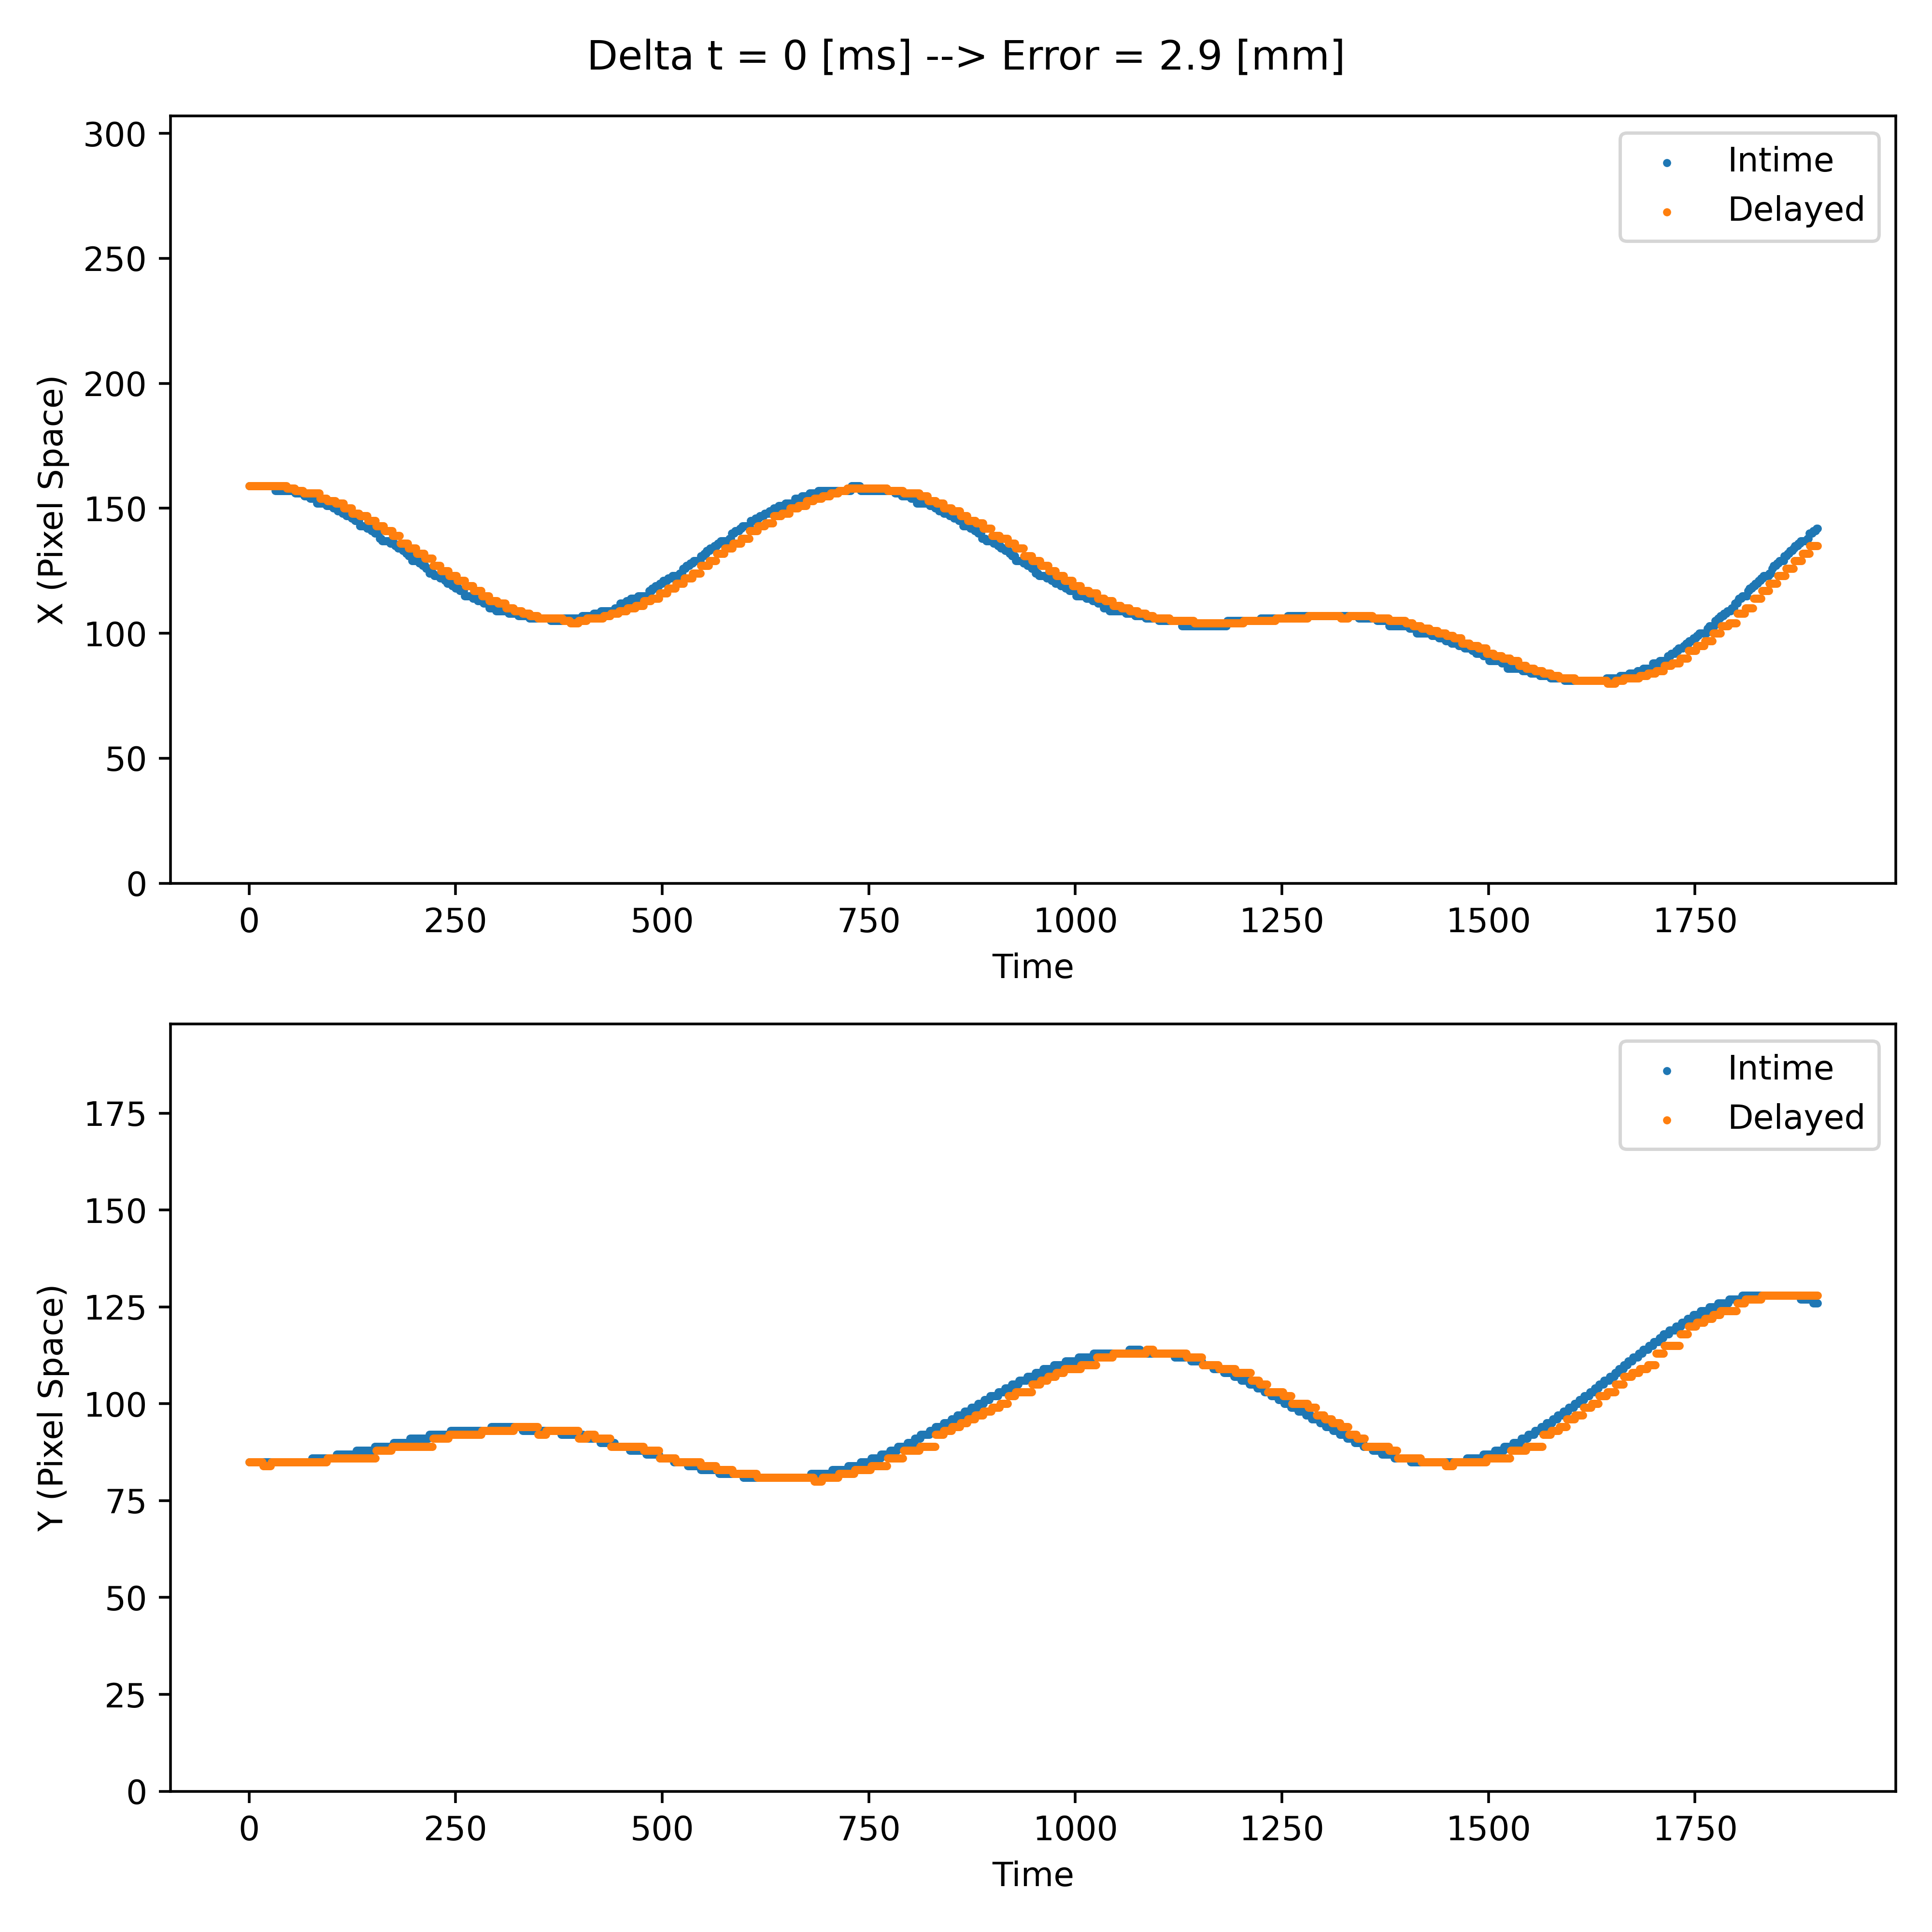 Delta t = 0 [ms] --> Error = 2.9 [mm]
300
250
200
150
100
50
0
X (Pixel Space)
Intime
Delayed
0 250 500 750 1000 1250 1500 1750
Time
175
150
125
100
75
50
25
0
Y (Pixel Space)
Intime
Delayed
0 250 500 750 1000 1250 1500 1750
Time